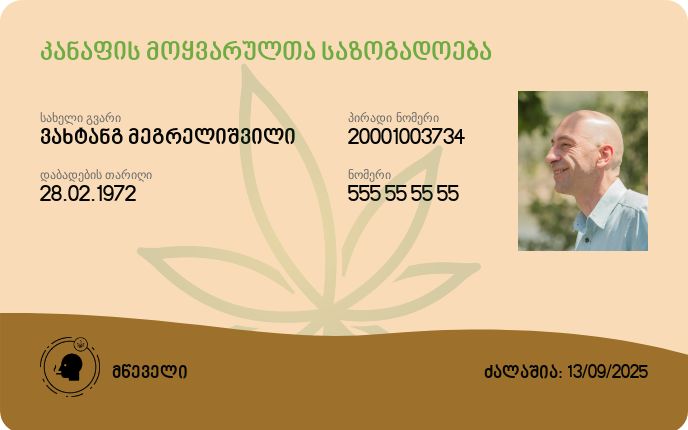 კანაფის მოყვარულთა საზოგადოება
სახელი გვარი
ვახტანგ მეგრელიშვილი
პირადი ნომერი
20001003734
დაბადების თარიღი
28.02.1972
ნომერი
555 55 55 55
მწეველი
ძალაშია: 13/09/2025